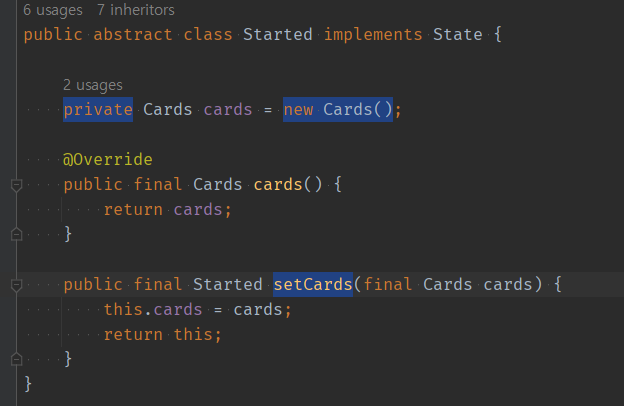 6 usages   7 inheritors
public abstract class Started implements State {
2 usages
private Cards cards = new Cards();
@Override
public final Cards cards() {
return cards;
}
public final Started setCards(final Cards cards) {
this.cards = cards;
return this;
}
}